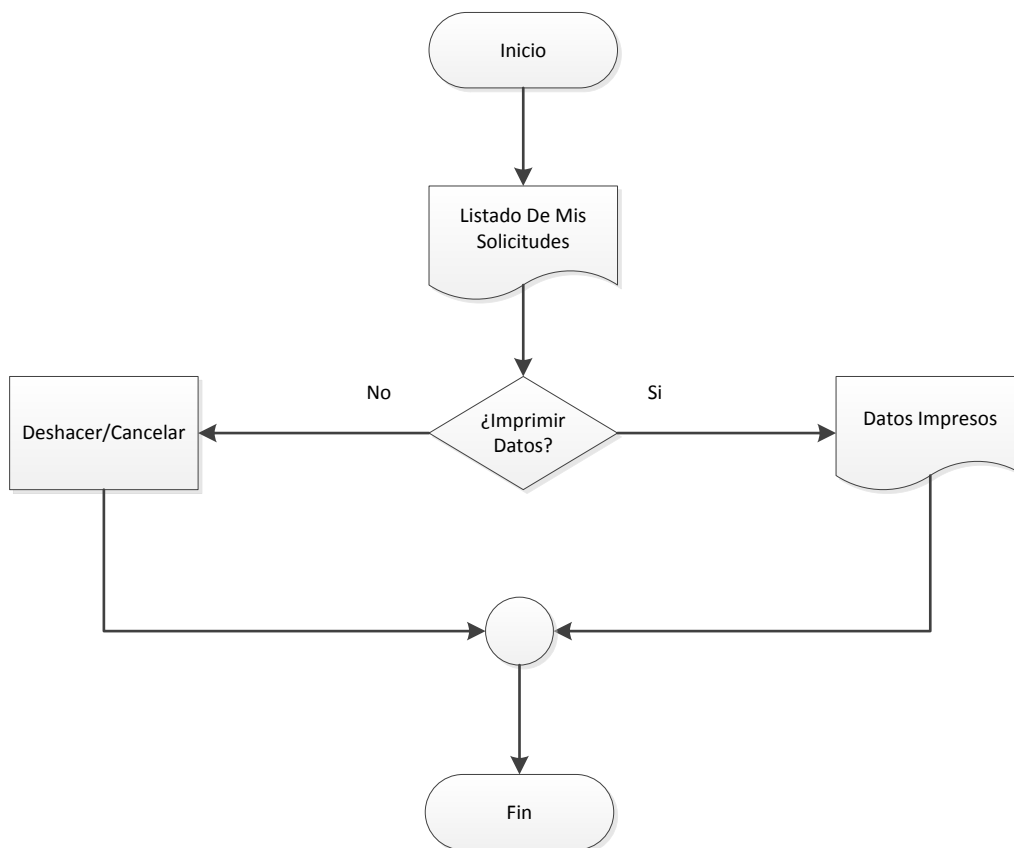 Inicio
Listado De Mis
Solicitudes
No
Si
Deshacer/Cancelar
¿Imprimir
Datos?
Datos Impresos
Fin